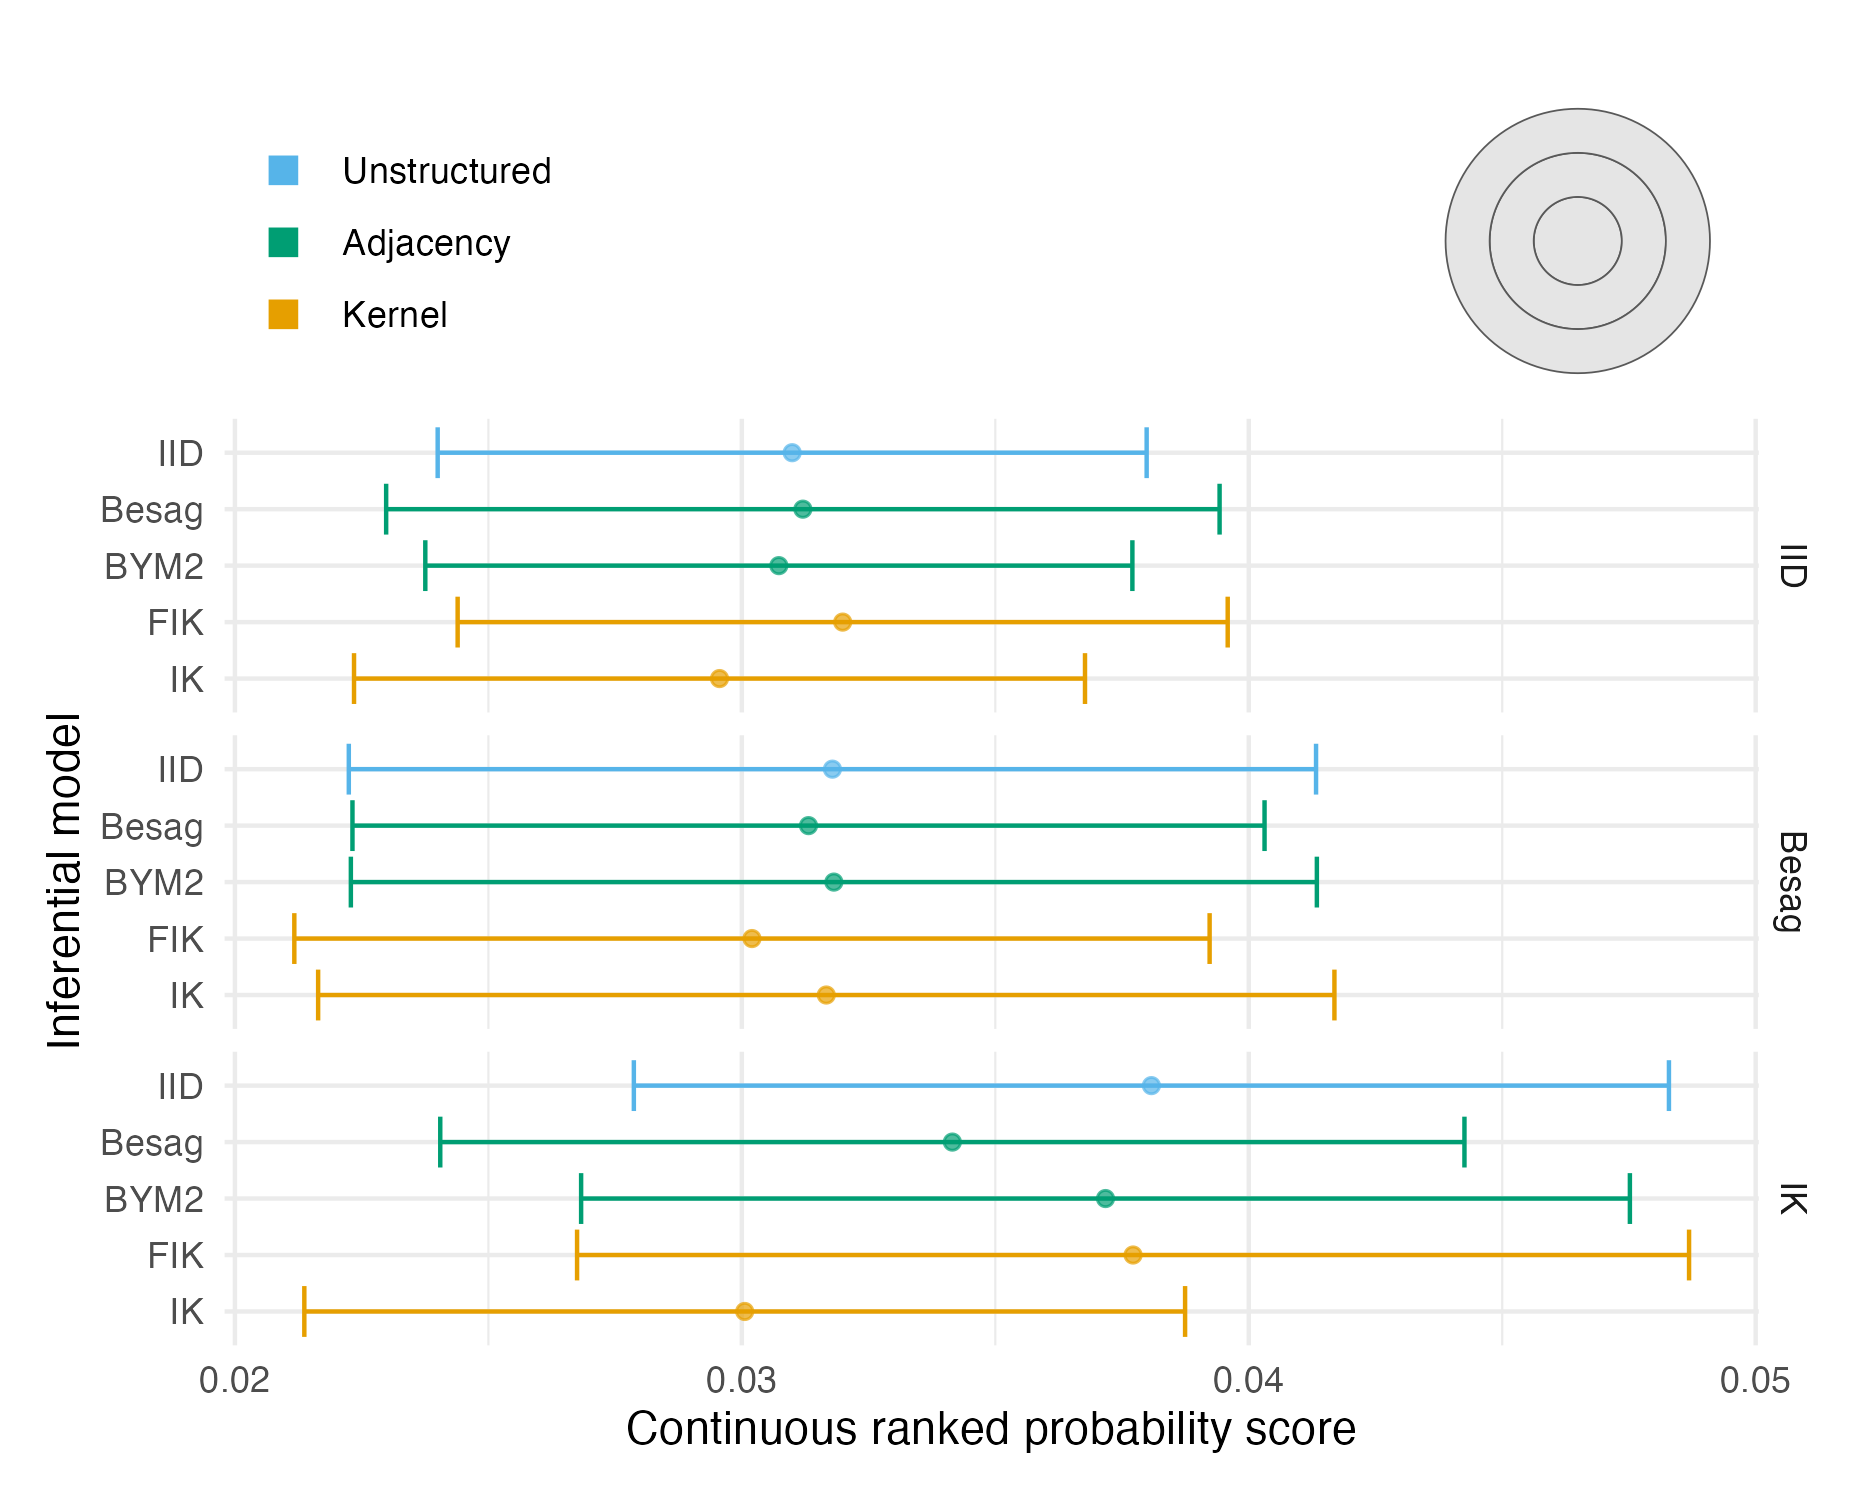 Unstructured
Adjacency
Kernel
IID
Besag
BYM2
FIK
IK
IID
IID
Besag
BYM2
FIK
IK
Besag
IID
Besag
BYM2
FIK
IK
IK
Inferential model
0.02 0.03 0.04 0.05
Continuous ranked probability score